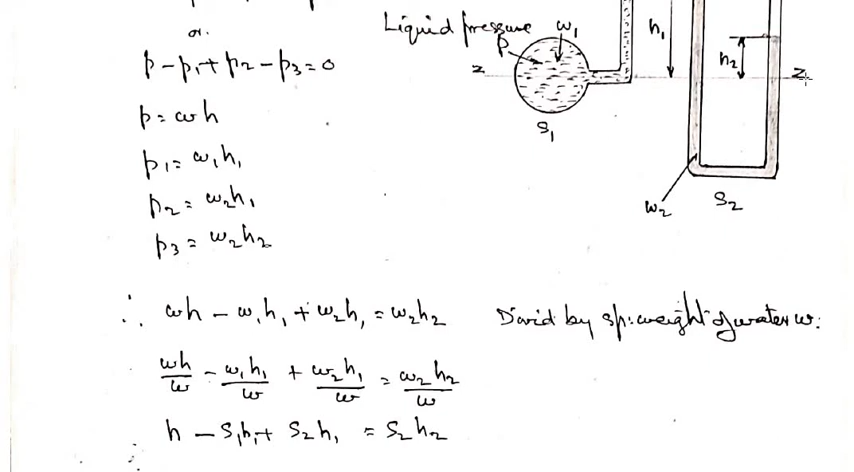 or.
Liquid pressure w₁
p
p - p₁ + p₂ - p₃ = 0
h₁
h₂
z
z
p = wh
S₁
p₁ = w₁h₁
p₂ = w₂h₁
w₂
S₂
p₃ = w₂h₂
∴ wh - w₁h₁ + w₂h₁ = w₂h₂ Divid by sp: weight of water w:
wh/w - w₁h₁/w + w₂h₁/w = w₂h₂/w
h - S₁h₁ + S₂h₁ = S₂h₂
∴